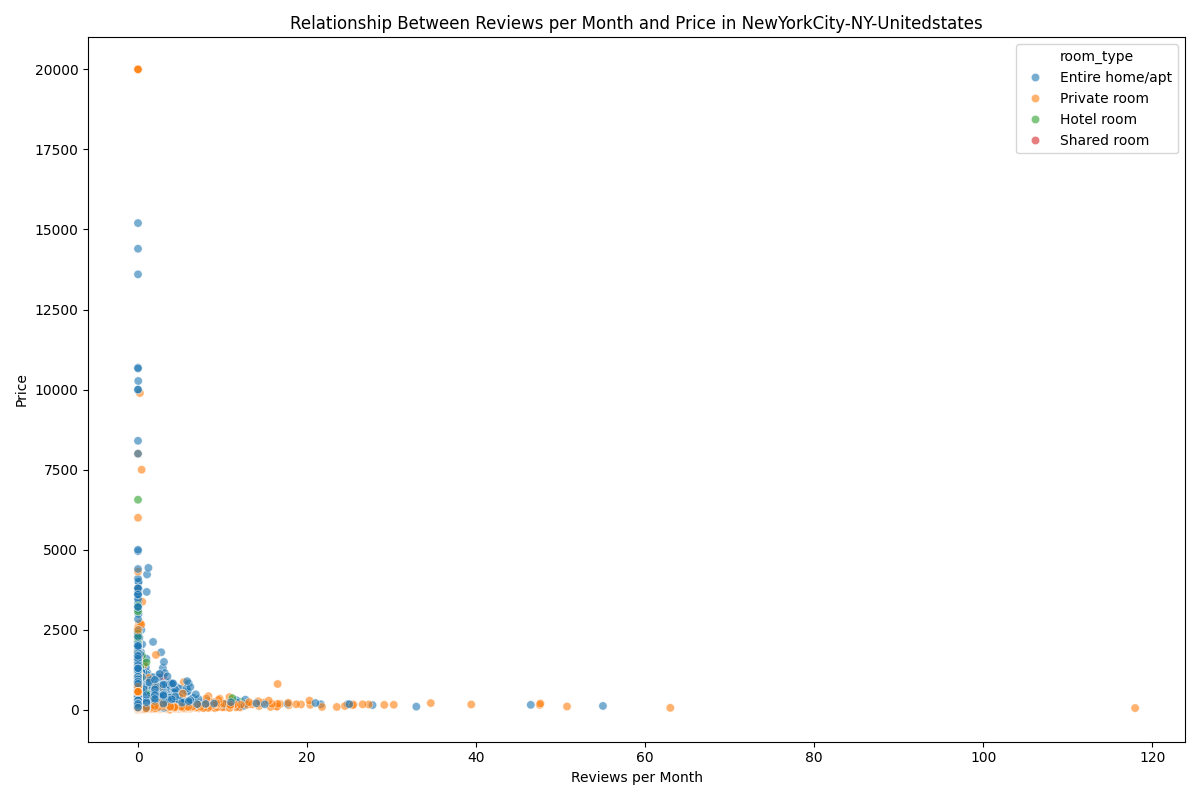 Relationship Between Reviews per Month and Price in NewYorkCity-NY-Unitedstates
room_type
Entire home/apt
Private room
Hotel room
Shared room
20000
17500
15000
12500
10000
7500
5000
2500
0
Price
0 20 40 60 80 100 120
Reviews per Month